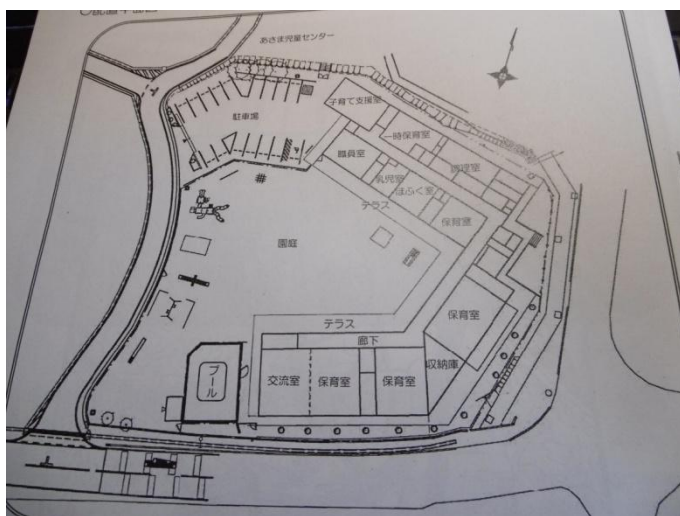 あさま児童センター
駐車場
子育て支援室
一時保育室
職員室
調理室
乳児室
ほふく室
テラス
保育室
園庭
テラス
保育室
廊下
収納庫
プール
交流室
保育室
保育室